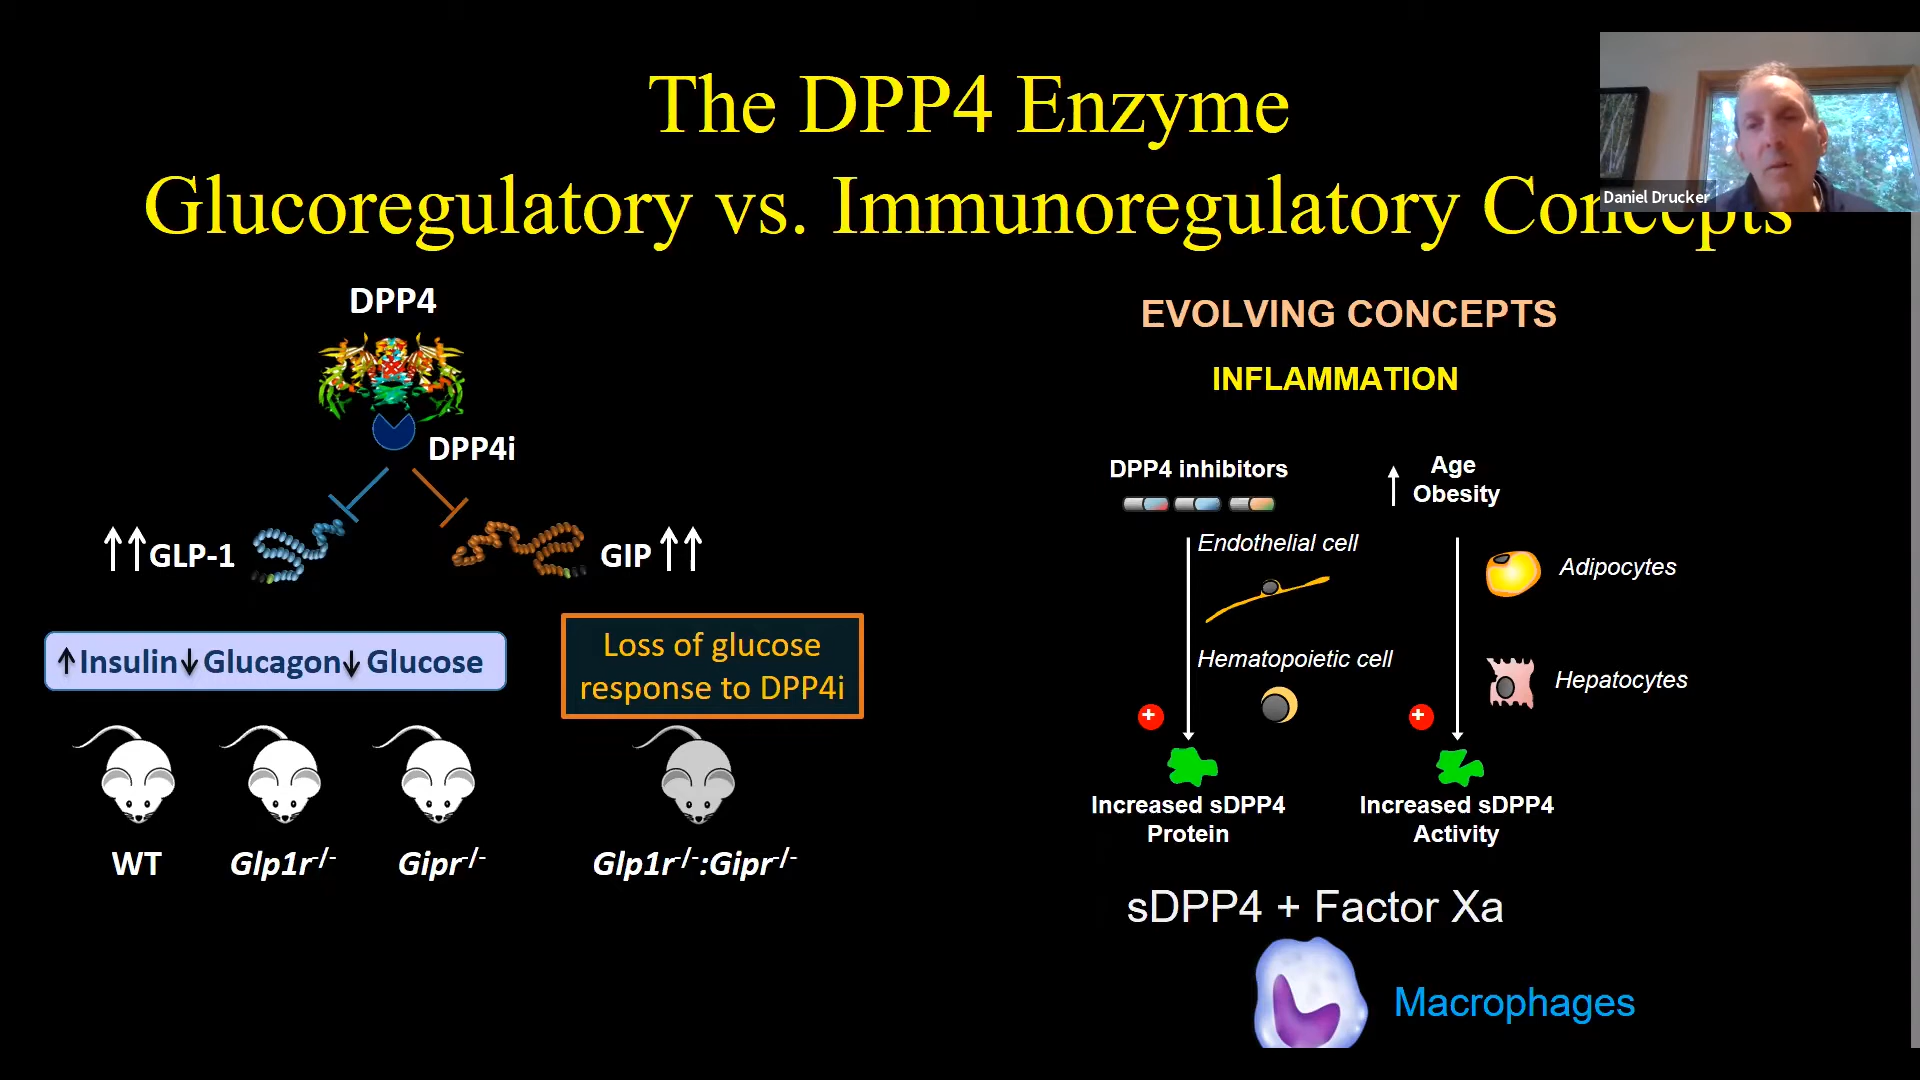 The DPP4 Enzyme
Glucoregulatory vs. Immunoregulatory Concepts
Daniel Drucker
DPP4
DPP4i
↑↑GLP-1
GIP ↑↑
↑Insulin↓Glucagon↓Glucose
Loss of glucose
response to DPP4i
WT
Glp1r-/-
Gipr-/-
Glp1r-/-:Gipr-/-
EVOLVING CONCEPTS
INFLAMMATION
DPP4 inhibitors
↑ Age
Obesity
Endothelial cell
Adipocytes
Hematopoietic cell
Hepatocytes
+
+
Increased sDPP4
Protein
Increased sDPP4
Activity
sDPP4 + Factor Xa
Macrophages